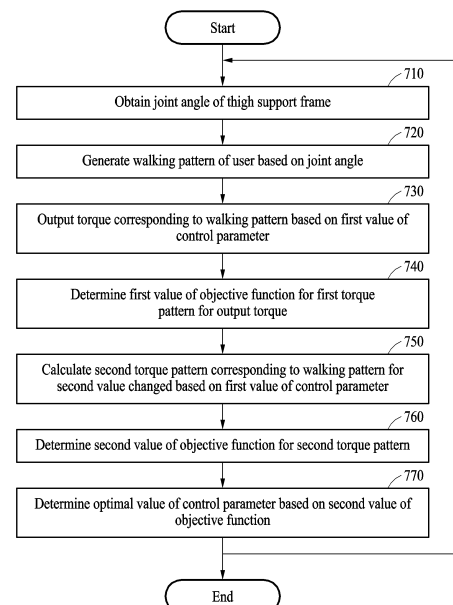 Start
710
Obtain joint angle of thigh support frame
720
Generate walking pattern of user based on joint angle
730
Output torque corresponding to walking pattern based on first value of
control parameter
740
Determine first value of objective function for first torque
pattern for output torque
750
Calculate second torque pattern corresponding to walking pattern for
second value changed based on first value of control parameter
760
Determine second value of objective function for second torque pattern
770
Determine optimal value of control parameter based on second value of
objective function
End